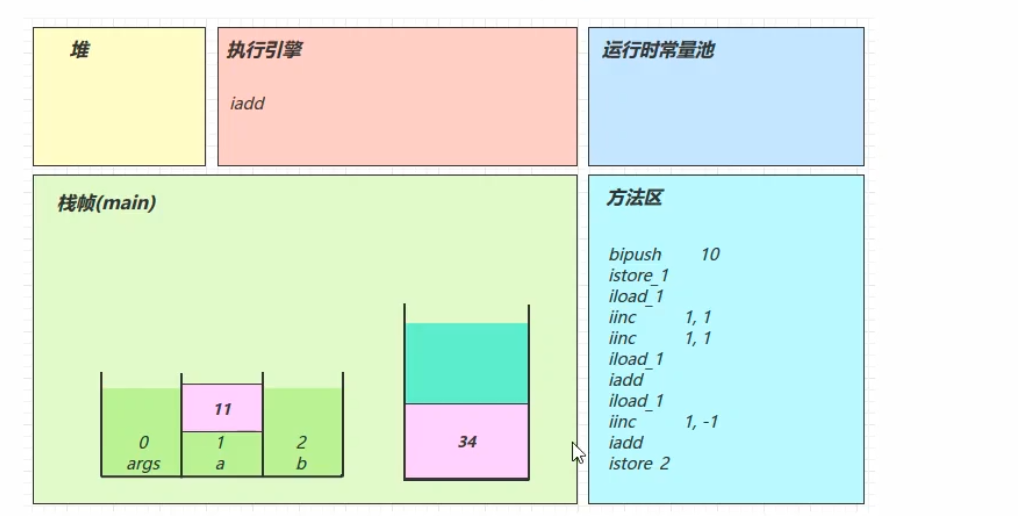 堆
执行引擎
iadd
运行时常量池
栈帧(main)
11
0 1 2
args a b
34
方法区
bipush 10
istore_1
iload_1
iinc 1, 1
iinc 1, 1
iload_1
iadd
iload_1
iinc 1, -1
iadd
istore 2